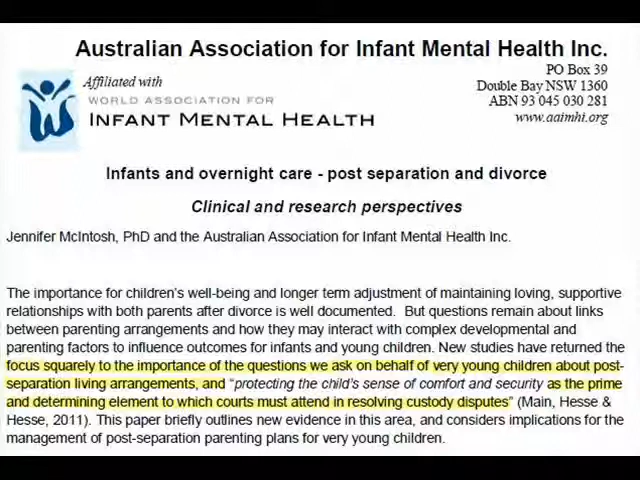 Australian Association for Infant Mental Health Inc.
Affiliated with
WORLD ASSOCIATION FOR
INFANT MENTAL HEALTH
PO Box 39
Double Bay NSW 1360
ABN 93 045 030 281
www.aaimhi.org
Infants and overnight care - post separation and divorce
Clinical and research perspectives
Jennifer McIntosh, PhD and the Australian Association for Infant Mental Health Inc.
The importance for children's well-being and longer term adjustment of maintaining loving, supportive
relationships with both parents after divorce is well documented. But questions remain about links
between parenting arrangements and how they may interact with complex developmental and
parenting factors to influence outcomes for infants and young children. New studies have returned the
focus squarely to the importance of the questions we ask on behalf of very young children about post-
separation living arrangements, and "protecting the child's sense of comfort and security as the prime
and determining element to which courts must attend in resolving custody disputes" (Main, Hesse &
Hesse, 2011). This paper briefly outlines new evidence in this area, and considers implications for the
management of post-separation parenting plans for very young children.